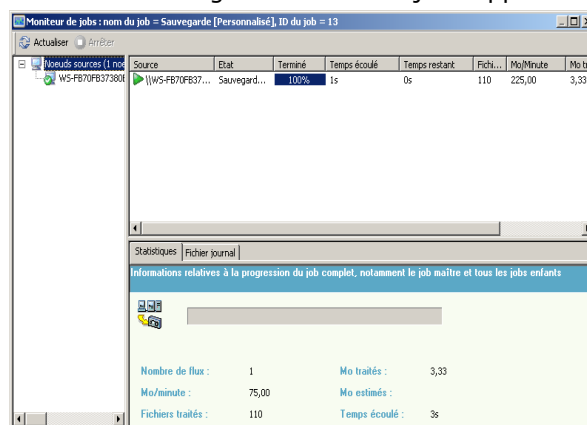 Moniteur de jobs : nom du job = Sauvegarde [Personnalisé], ID du job = 13
Actualiser Arrêter
Noeuds sources (1 noe
WS-FB70FB37380E
Source Etat Terminé Temps écoulé Temps restant Fichi... Mo/Minute Mo tr
\\WS-FB70FB37... Sauvegard... 100% 1s 0s 110 225,00 3,33
Statistiques Fichier journal
Informations relatives à la progression du job complet, notamment le job maître et tous les jobs enfants
Nombre de flux : 1 Mo traités : 3,33
Mo/minute : 75,00 Mo estimés :
Fichiers traités : 110 Temps écoulé : 3s